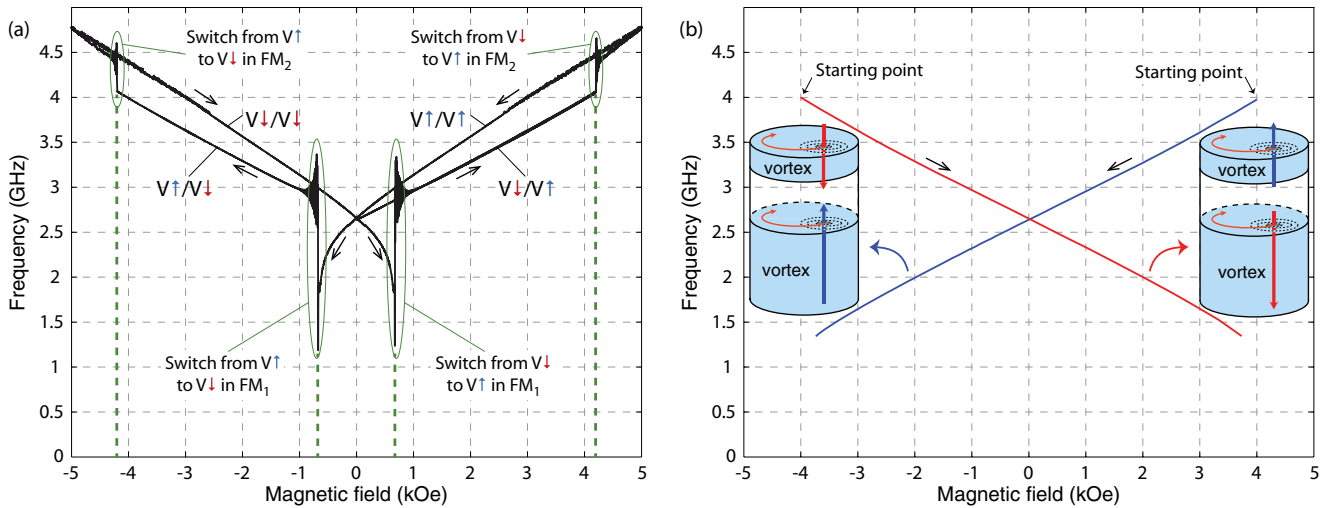 (a)
Switch from V↑
to V↓ in FM2
Switch from V↓
to V↑ in FM2
V↓/V↓
V↑/V↑
V↑/V↓
V↓/V↑
Switch from V↑
to V↓ in FM1
Switch from V↓
to V↑ in FM1
Frequency (GHz)
5
4.5
4
3.5
3
2.5
2
1.5
1
0.5
0
-5 -4 -3 -2 -1 0 1 2 3 4 5
Magnetic field (kOe)
(b)
Starting point
Starting point
vortex
vortex
vortex
vortex
Frequency (GHz)
5
4.5
4
3.5
3
2.5
2
1.5
1
0.5
0
-5 -4 -3 -2 -1 0 1 2 3 4 5
Magnetic field (kOe)